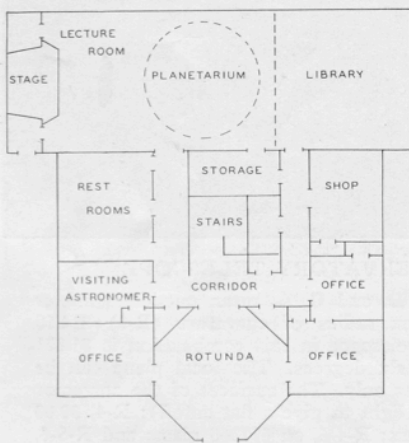 LECTURE
ROOM
STAGE
PLANETARIUM
LIBRARY
STORAGE
REST
ROOMS
SHOP
STAIRS
VISITING
ASTRONOMER
CORRIDOR
OFFICE
OFFICE
ROTUNDA
OFFICE